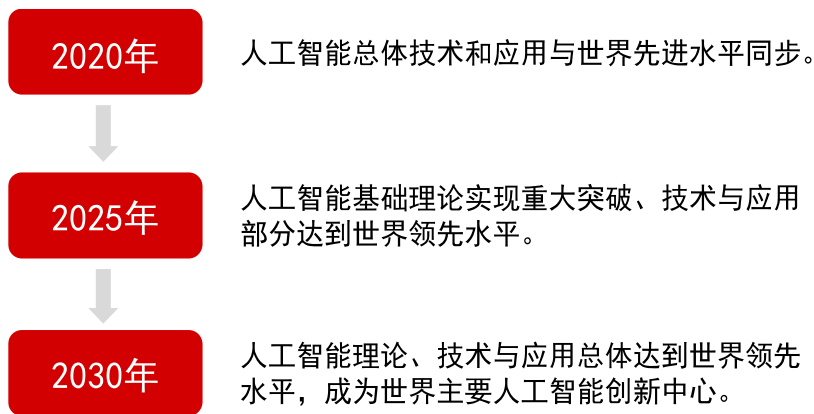 2020年
人工智能总体技术和应用与世界先进水平同步。
2025年
人工智能基础理论实现重大突破、技术与应用
部分达到世界领先水平。
2030年
人工智能理论、技术与应用总体达到世界领先
水平，成为世界主要人工智能创新中心。